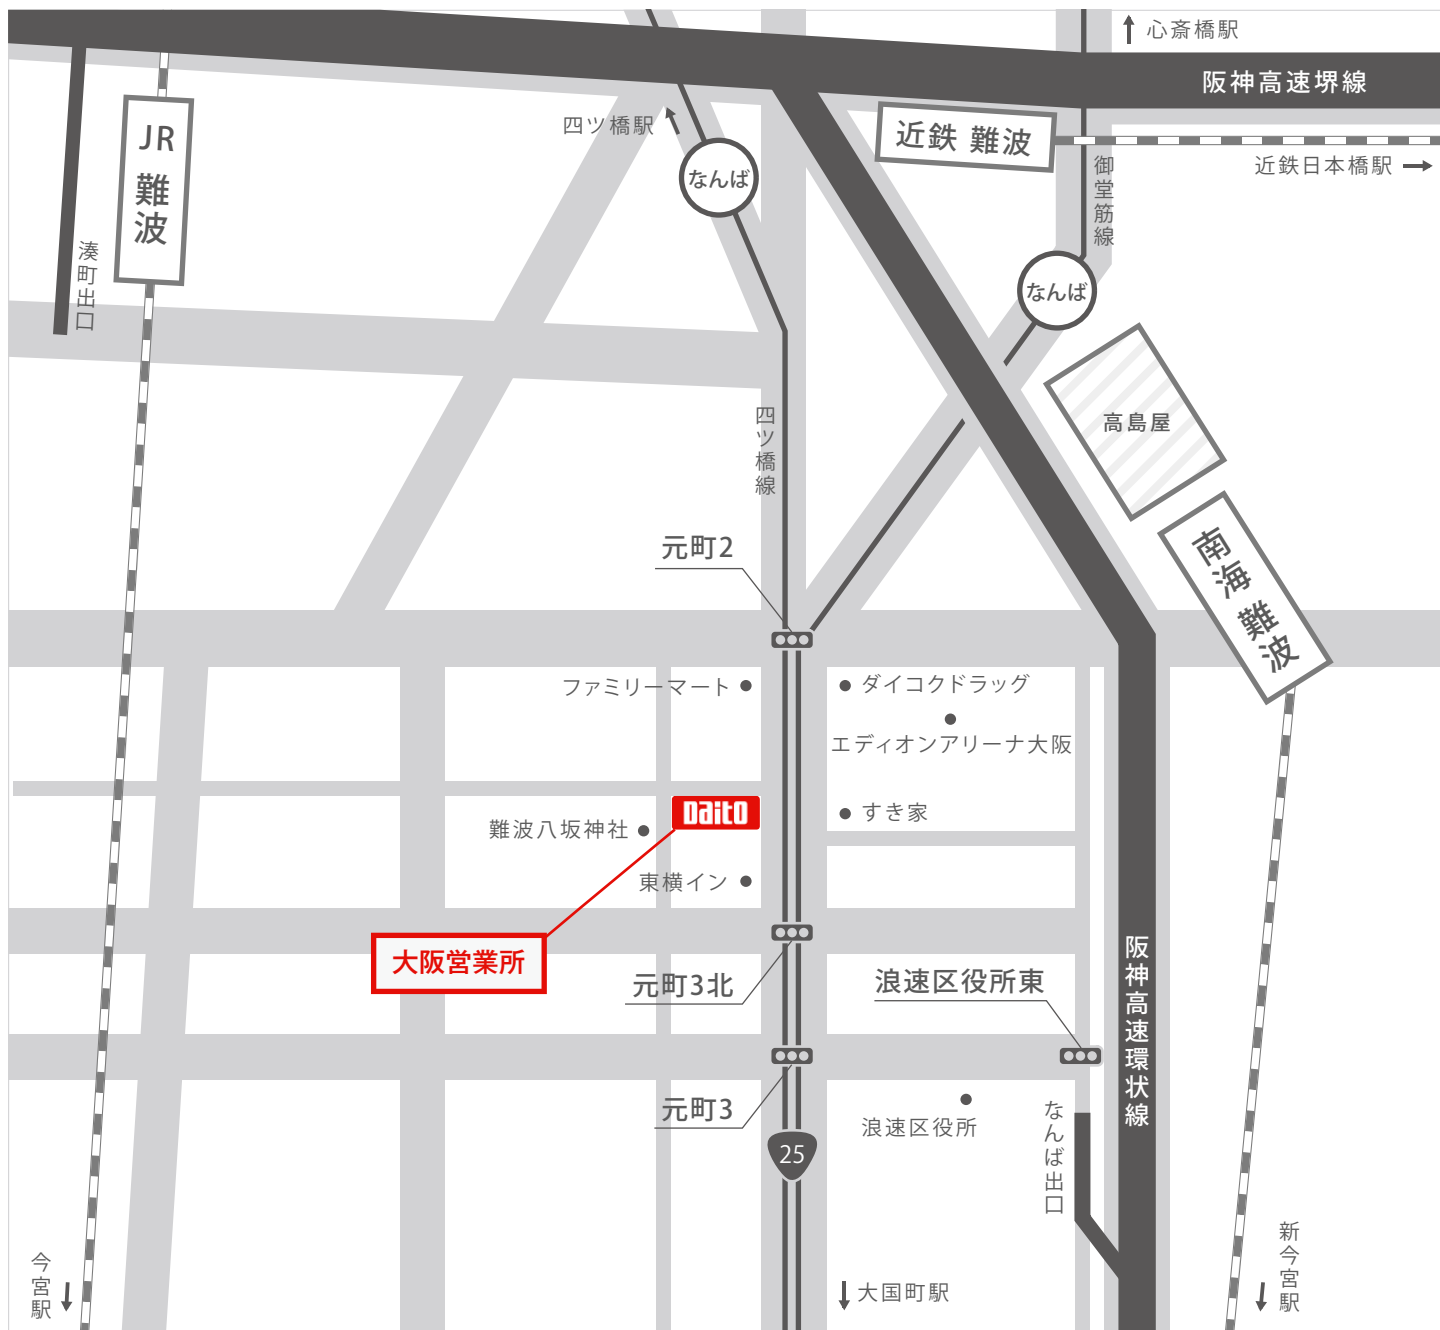 心斎橋駅
阪神高速堺線
JR 難波
四ツ橋駅
近鉄 難波
なんば
御堂筋線
近鉄日本橋駅
湊町出口
なんば
高島屋
四ツ橋線
南海 難波
元町2
ファミリーマート
ダイコクドラッグ
エディオンアリーナ大阪
Daito
すき家
難波八坂神社
東横イン
大阪営業所
元町3北
浪速区役所東
阪神高速環状線
元町3
浪速区役所
なんば出口
25
今宮駅
大国町駅
新今宮駅